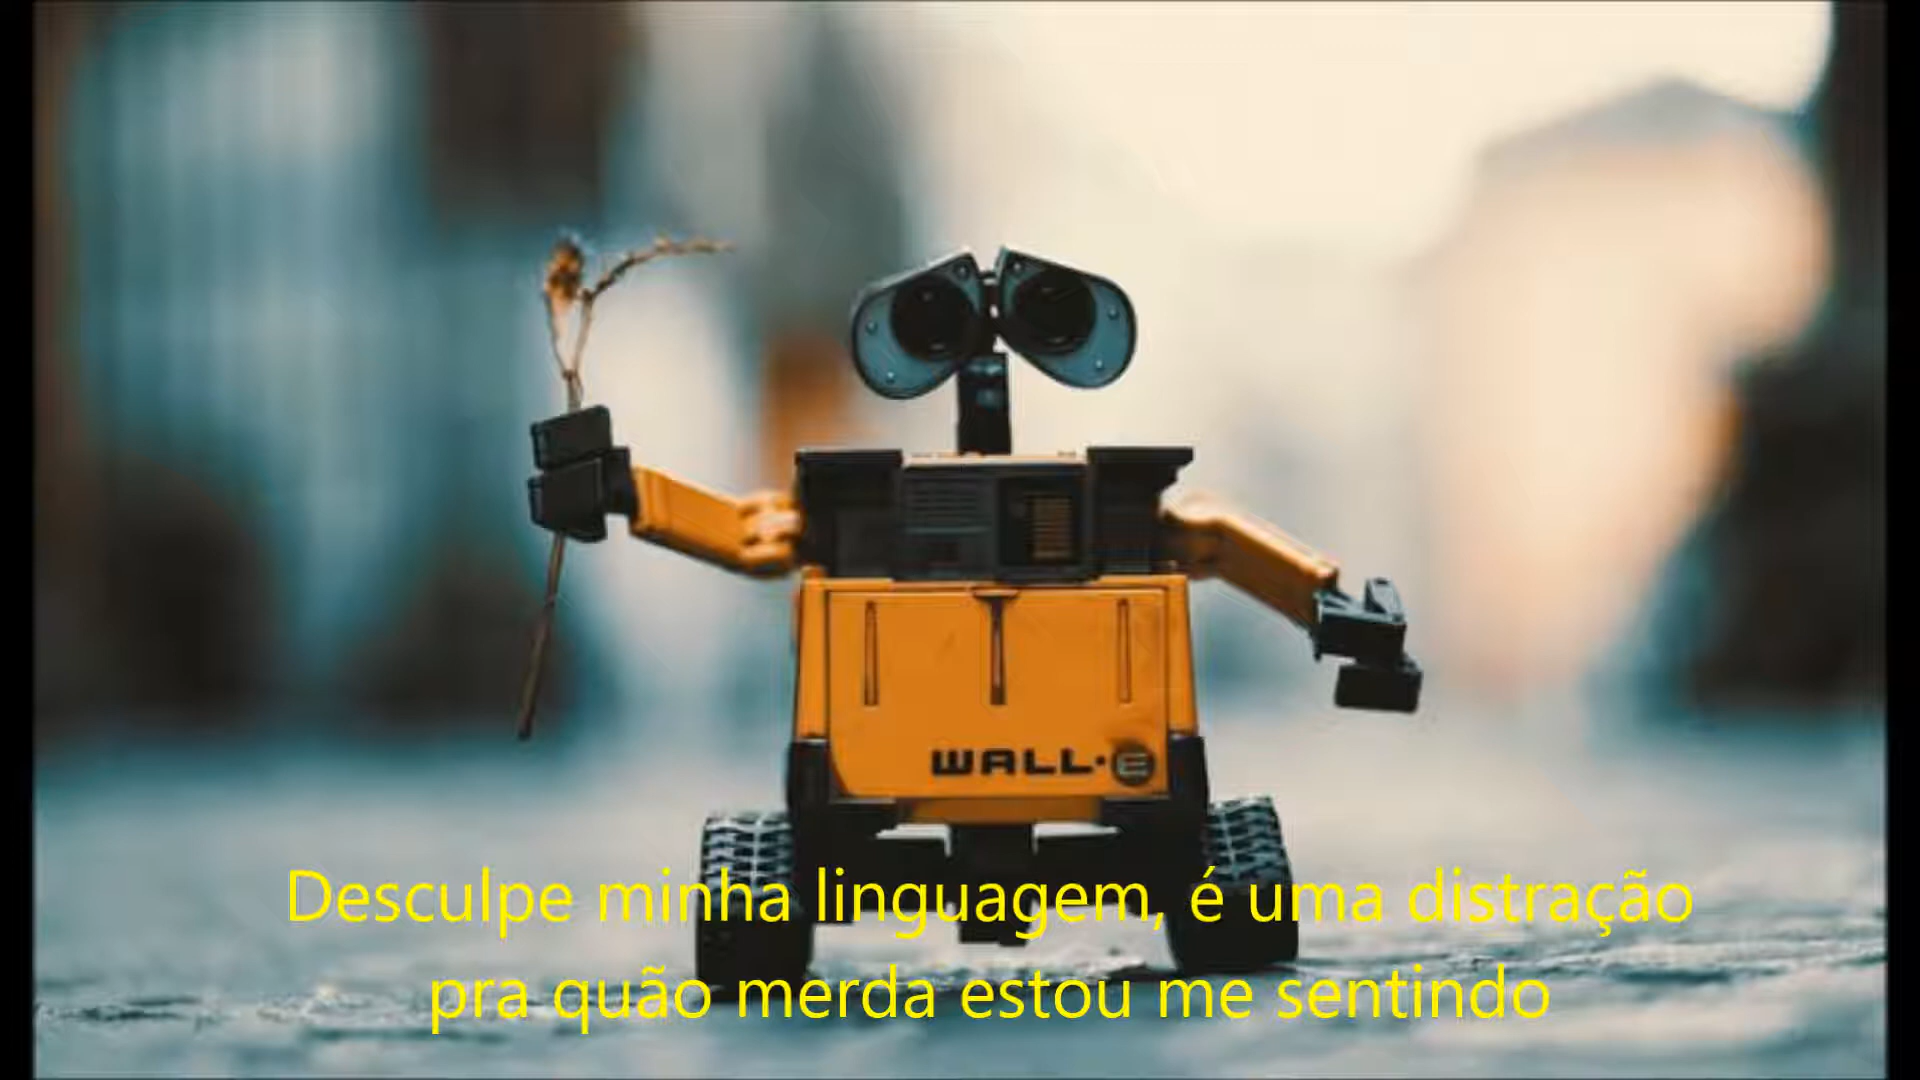 WALL·E
Desculpe minha linguagem, é uma distração
pra quão merda estou me sentindo